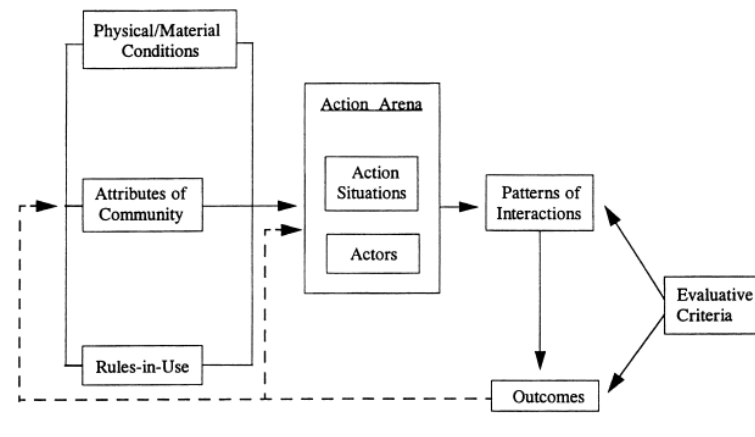 Physical/Material
Conditions
Attributes of
Community
Rules-in-Use
Action Arena
Action
Situations
Actors
Patterns of
Interactions
Outcomes
Evaluative
Criteria